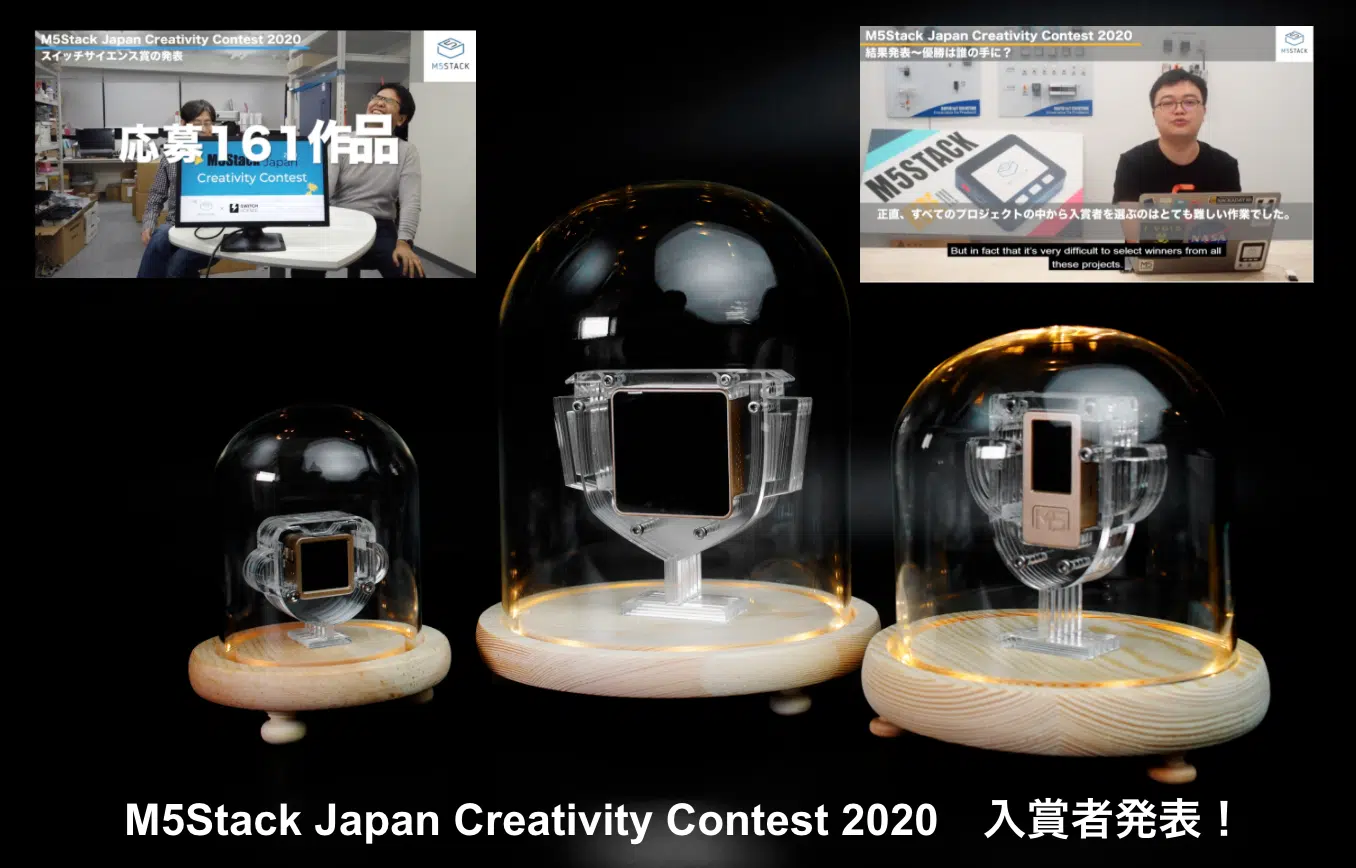 M5Stack Japan Creativity Contest 2020
スイッチサイエンス賞の発表
M5STACK
応募161作品
M5Stack Japan
Creativity Contest
SWITCH SCIENCE
M5Stack Japan Creativity Contest 2020
結果発表〜優勝は誰の手に？
M5STACK
M5STACK
正直、すべてのプロジェクトの中から入賞者を選ぶのはとても難しい作業でした。
But in fact that it's very difficult to select winners from all
these projects.
NASA
M5
M5
M5Stack Japan Creativity Contest 2020　入賞者発表！